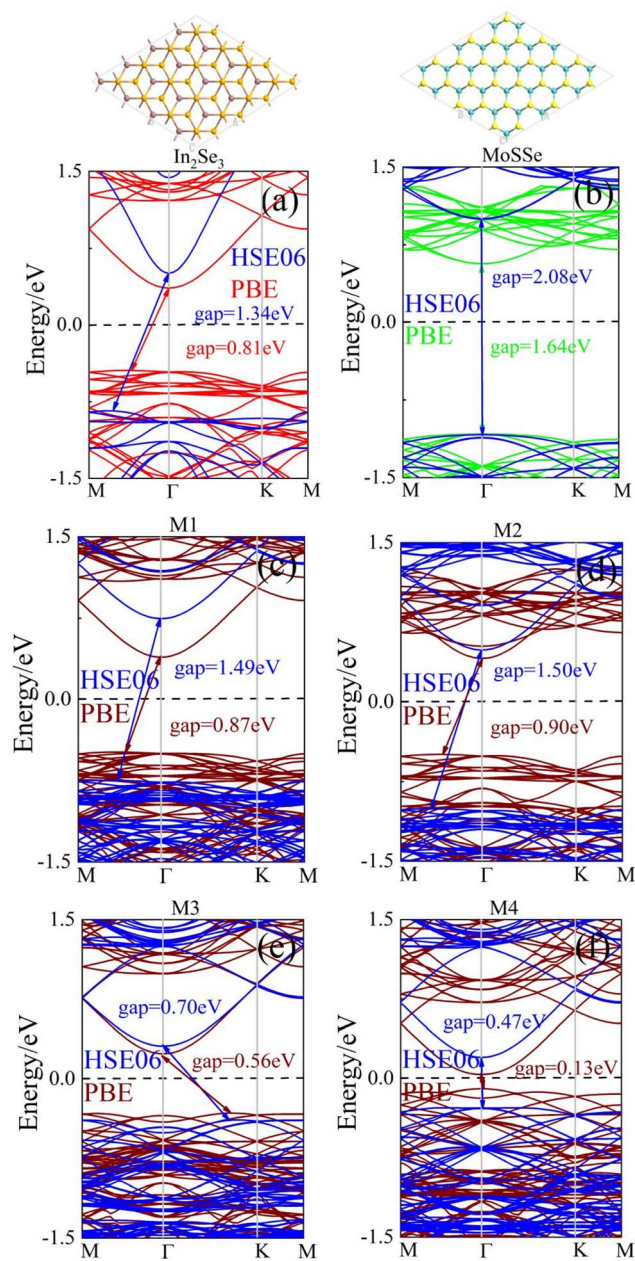 In₂Se₃
MoSSe
1.5
0.0
-1.5
Energy/eV
(a)
HSE06
PBE
gap=1.34eV
gap=0.81eV
M Γ K M
1.5
0.0
-1.5
Energy/eV
(b)
gap=2.08eV
HSE06
PBE
gap=1.64eV
M Γ K M
M1
1.5
0.0
-1.5
Energy/eV
(c)
gap=1.49eV
HSE06
PBE
gap=0.87eV
M Γ K M
M2
1.5
0.0
-1.5
Energy/eV
(d)
gap=1.50eV
HSE06
PBE
gap=0.90eV
M Γ K M
M3
1.5
0.0
-1.5
Energy/eV
(e)
gap=0.70eV
HSE06
gap=0.56eV
PBE
M Γ K M
M4
1.5
0.0
-1.5
Energy/eV
(f)
gap=0.47eV
HSE06
gap=0.13eV
PBE
M Γ K M